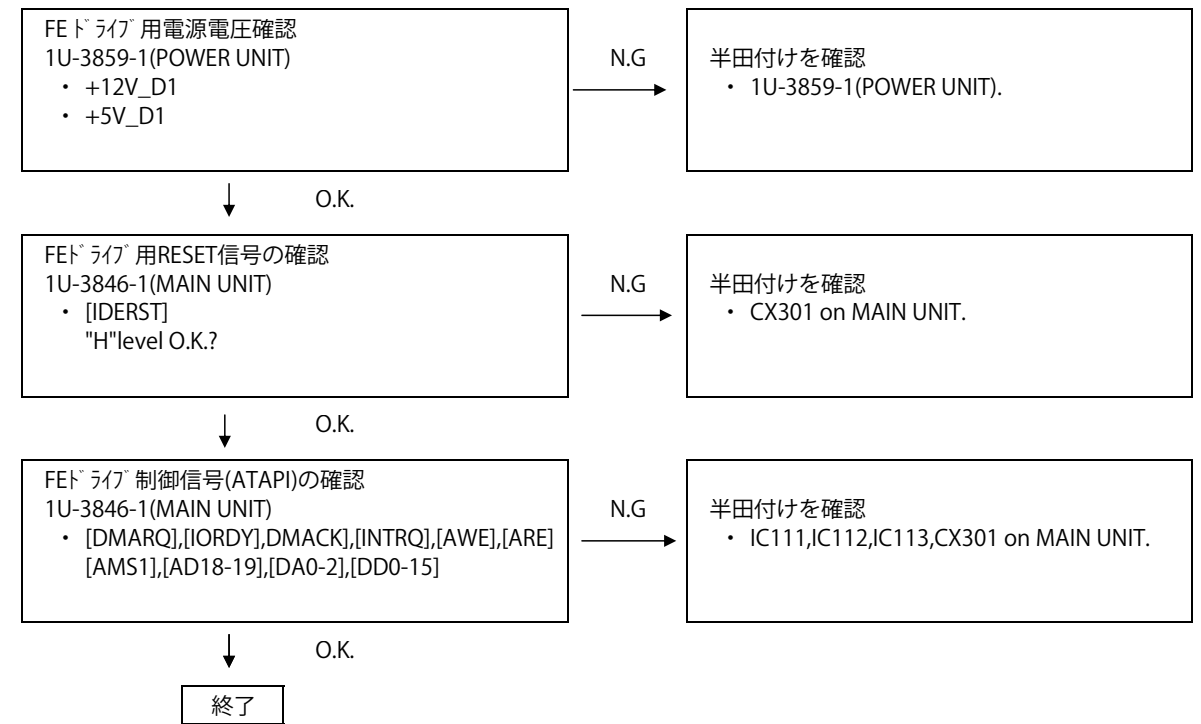 FEﾄﾞﾗｲﾌﾞ用電源電圧確認
1U-3859-1(POWER UNIT)
・ +12V_D1
・ +5V_D1
N.G
半田付けを確認
・ 1U-3859-1(POWER UNIT).
O.K.
FEﾄﾞﾗｲﾌﾞ用RESET信号の確認
1U-3846-1(MAIN UNIT)
・ [IDERST]
"H"level O.K.?
N.G
半田付けを確認
・ CX301 on MAIN UNIT.
O.K.
FEﾄﾞﾗｲﾌﾞ制御信号(ATAPI)の確認
1U-3846-1(MAIN UNIT)
・ [DMARQ],[IORDY],DMACK],[INTRQ],[AWE],[ARE]
[AMS1],[AD18-19],[DA0-2],[DD0-15]
N.G
半田付けを確認
・ IC111,IC112,IC113,CX301 on MAIN UNIT.
O.K.
終了